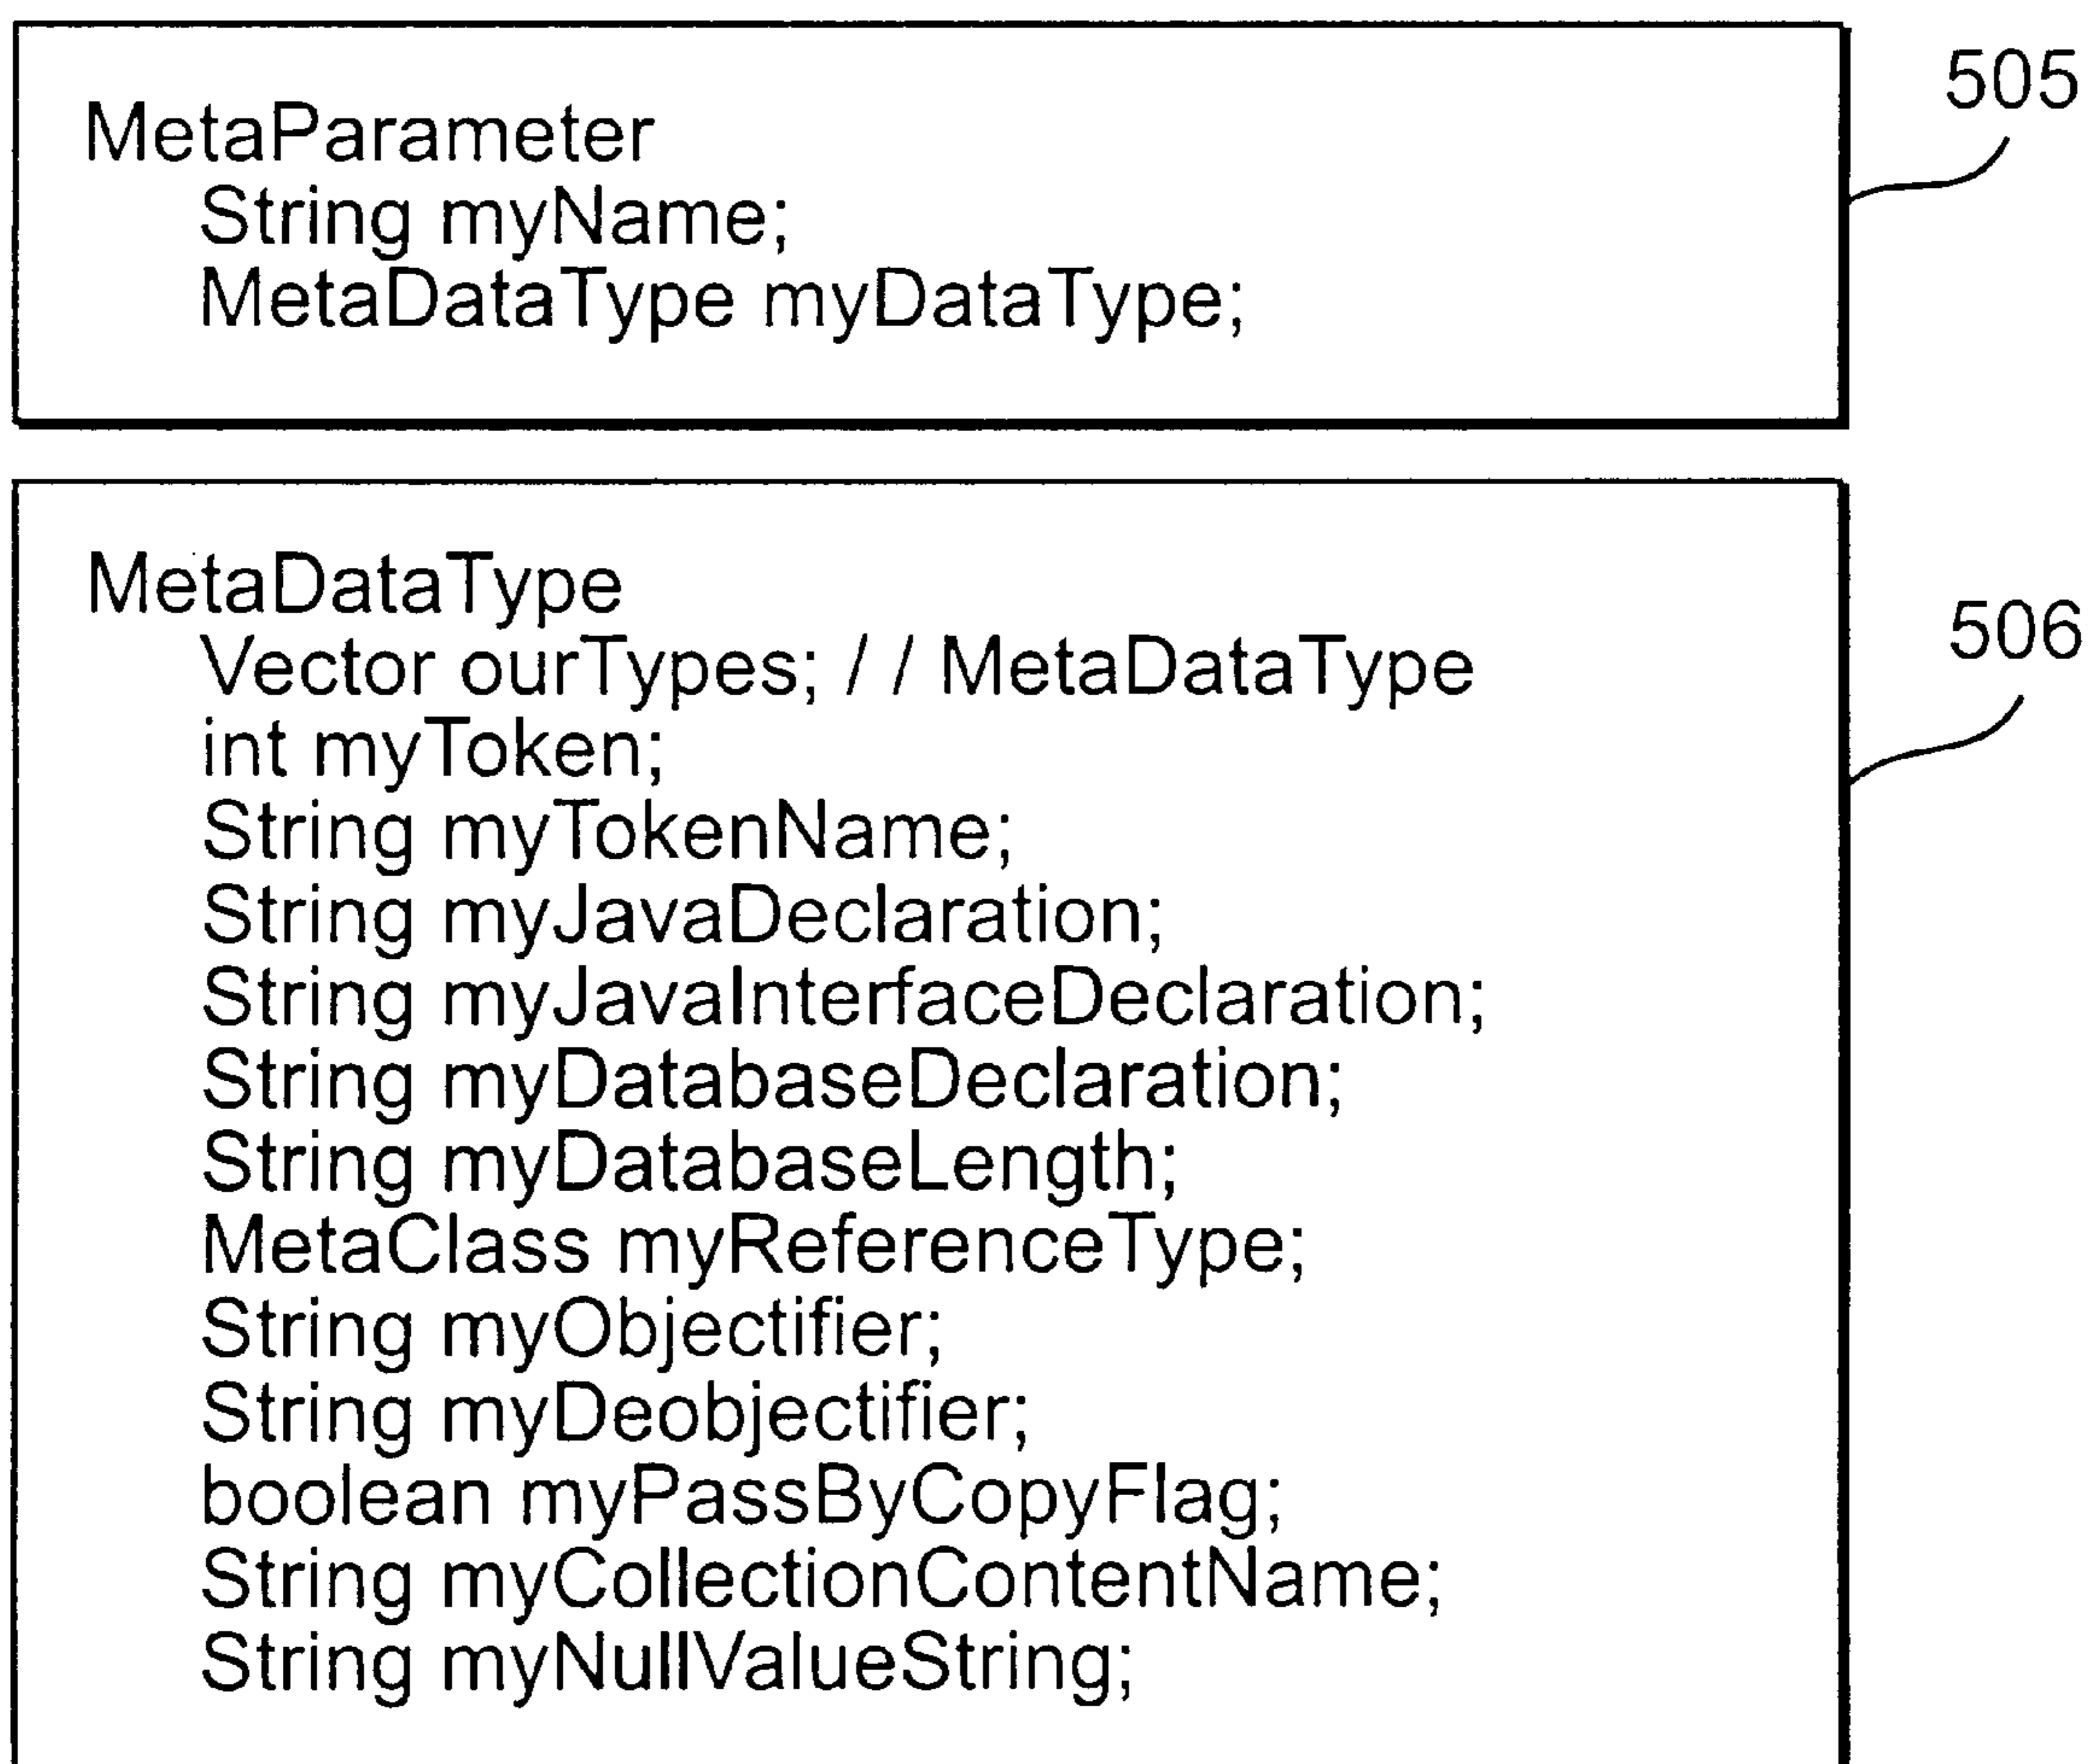 505
MetaParameter
String myName;
MetaDataType myDataType;
MetaDataType
506
Vector ourTypes; / / MetaDataType
int myToken;
String myTokenName;
String myJavaDeclaration;
String myJavaInterfaceDeclaration;
String myDatabaseDeclaration;
String myDatabaseLength;
MetaClass myReferenceType;
String myObjectifier;
String myDeobjectifier;
boolean myPassByCopyFlag;
String myCollectionContentName;
String myNullValueString;